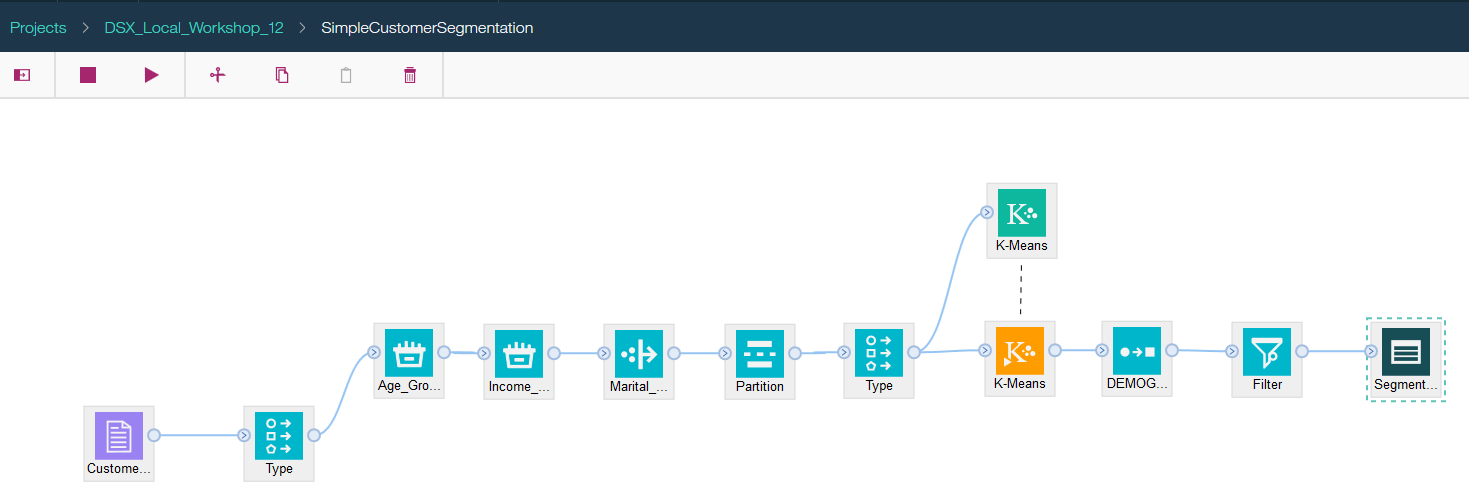 Projects > DSX_Local_Workshop_12 > SimpleCustomerSegmentation
K
K-Means
K
Age_Gro...
Income_...
Marital_...
Partition
Type
K-Means
DEMOG...
Filter
Segment...
Custome...
Type